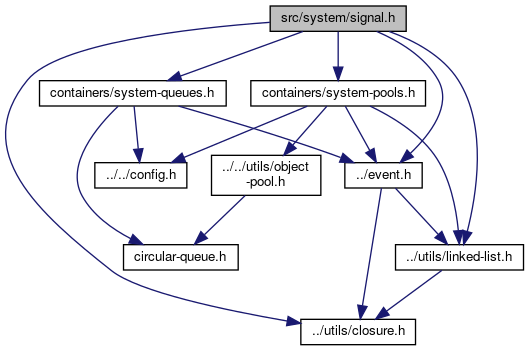 src/system/signal.h
containers/system-queues.h
containers/system-pools.h
../../config.h
../../utils/object
-pool.h
../event.h
circular-queue.h
../utils/linked-list.h
../utils/closure.h